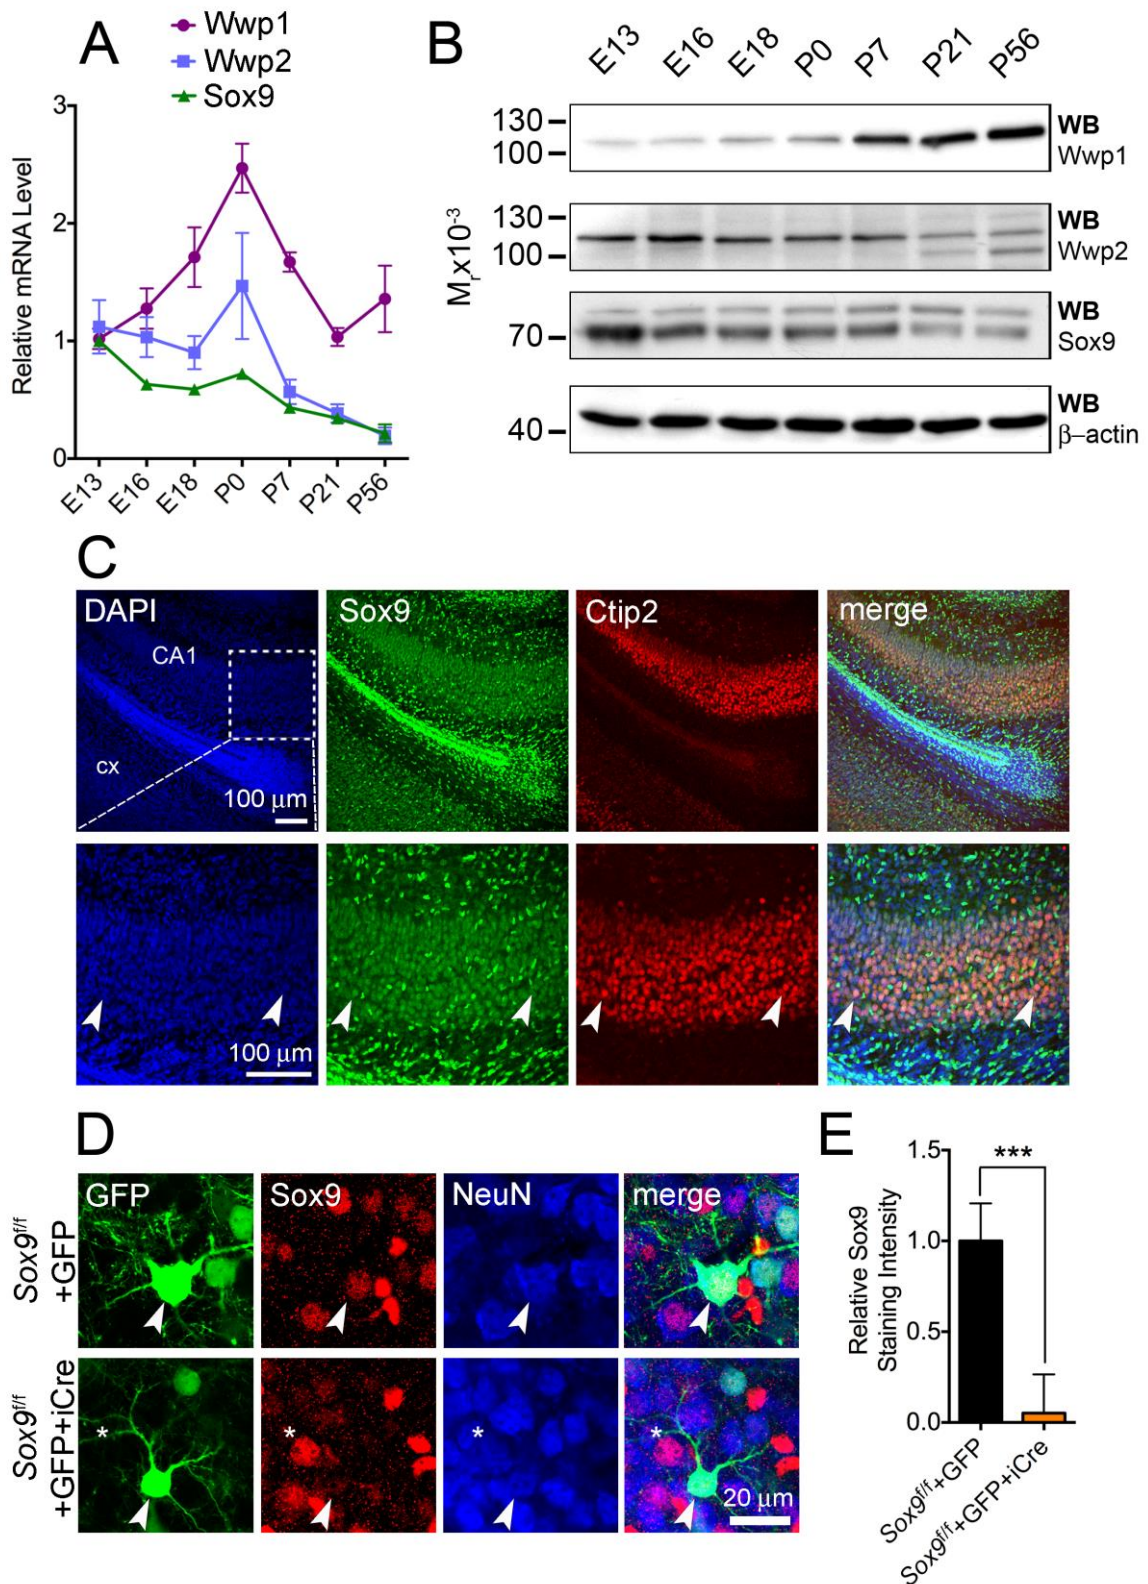 A
Wwp1
Wwp2
Sox9
Relative mRNA Level
3
2
1
0
E13 E16 E18 P0 P7 P21 P56
B
E13 E16 E18 P0 P7 P21 P56
Mrx10-3
130
100
WB
Wwp1
130
100
WB
Wwp2
70
WB
Sox9
40
WB
β–actin
C
DAPI Sox9 Ctip2 merge
CA1
cx
100 μm
100 μm
D
GFP Sox9 NeuN merge
Sox9f/f
+GFP
Sox9f/f
+GFP+iCre
* * * *
20 μm
E
Relative Sox9
Staining Intensity
1.5
1.0
0.5
0.0
***
Sox9f/f+GFP
Sox9f/f+GFP+iCre